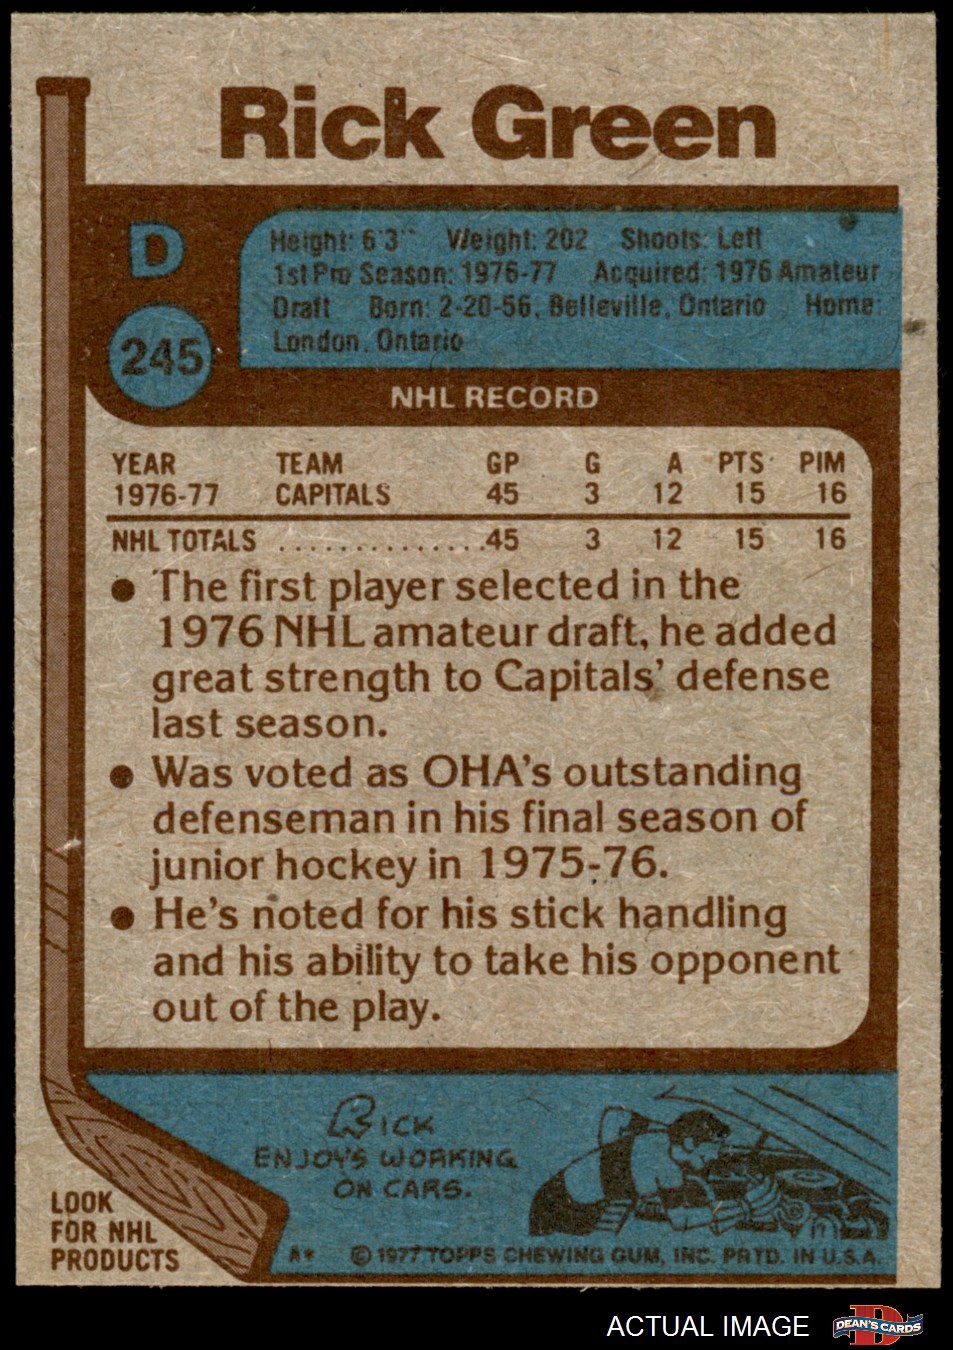 Rick Green
D
245
Height: 6'3" Weight: 202 Shoots: Left
1st Pro Season: 1976-77 Acquired: 1976 Amateur
Draft Born: 2-20-56, Belleville, Ontario Home:
London, Ontario
NHL RECORD
YEAR TEAM GP G A PTS PIM
1976-77 CAPITALS 45 3 12 15 16
NHL TOTALS ..............45 3 12 15 16
● The first player selected in the
1976 NHL amateur draft, he added
great strength to Capitals' defense
last season.
● Was voted as OHA's outstanding
defenseman in his final season of
junior hockey in 1975-76.
● He's noted for his stick handling
and his ability to take his opponent
out of the play.
RICK
ENJOYS WORKING
ON CARS.
LOOK
FOR NHL
PRODUCTS
A* © 1977 TOPPS CHEWING GUM, INC. PRTD. IN U.S.A.
ACTUAL IMAGE
D
DEAN'S CARDS